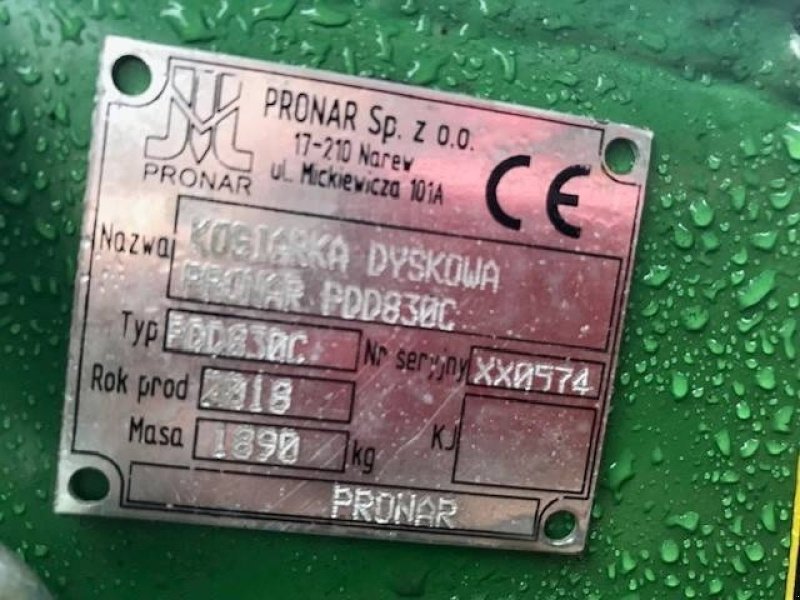 PRONAR Sp. z o.o.
17-210 Narew
ul. Mickiewicza 101A
PRONAR
CE
Nazwa KOSIARKA DYSKOWA
PRONAR PDD830C
Typ PDD830C
Nr seryjny XX0574
Rok prod 2018
Masa 1890 kg
KJ
PRONAR